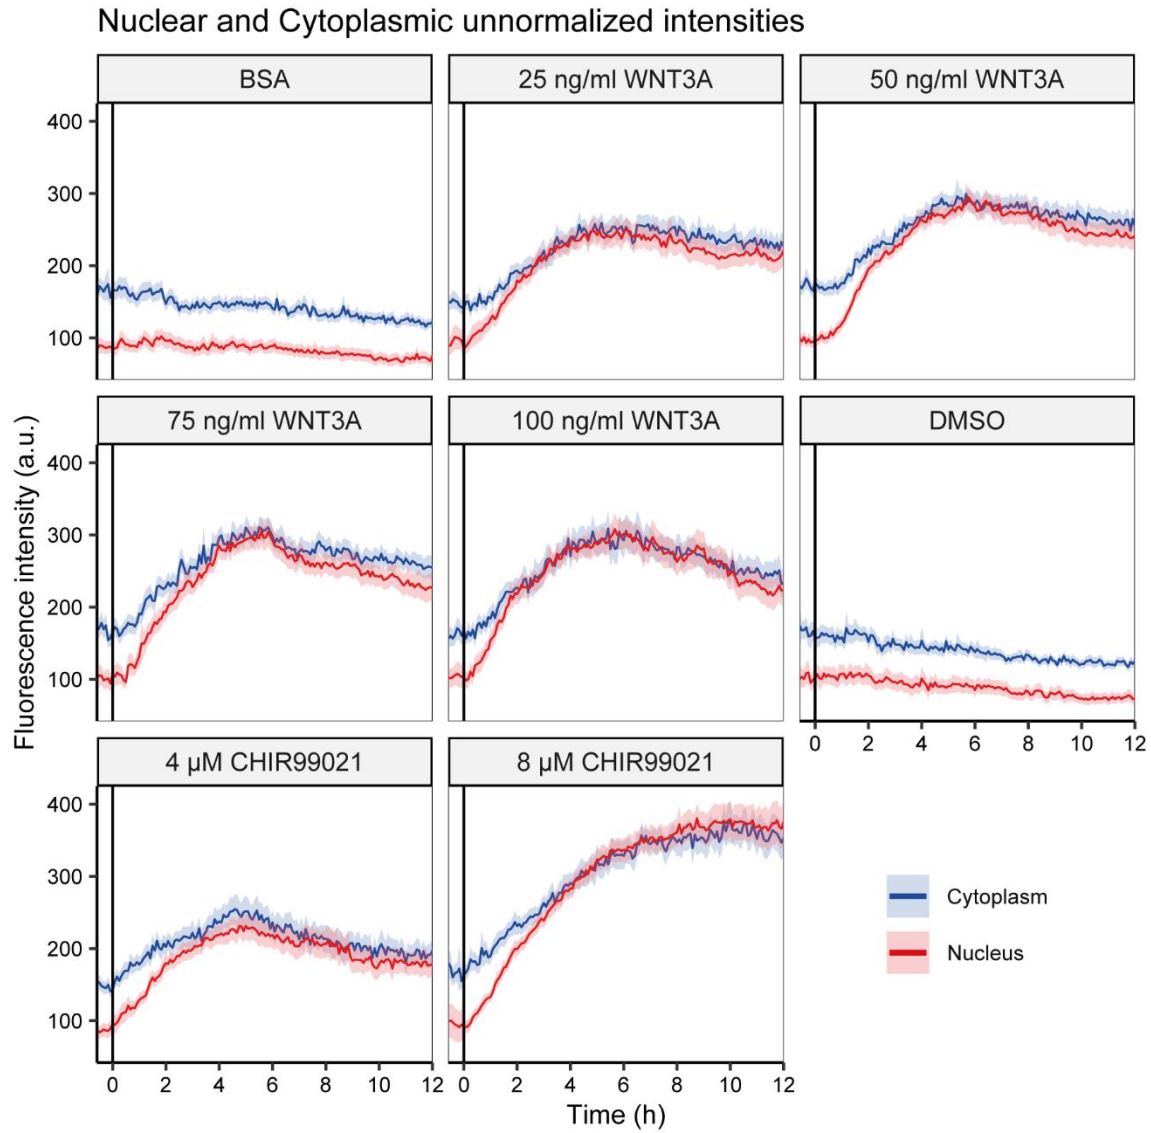 Nuclear and Cytoplasmic unnormalized intensities
BSA
25 ng/ml WNT3A
50 ng/ml WNT3A
400
300
200
100
75 ng/ml WNT3A
100 ng/ml WNT3A
DMSO
400
300
200
100
0 2 4 6 8 10 12
Fluorescence intensity (a.u.)
4 µM CHIR99021
8 µM CHIR99021
400
300
200
100
0 2 4 6 8 10 12
0 2 4 6 8 10 12
Time (h)
Cytoplasm
Nucleus